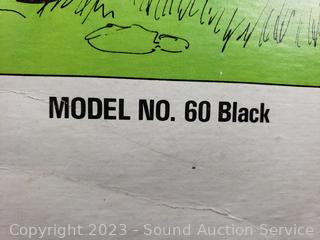 MODEL NO. 60 Black
Copyright © 2023 - Sound Auction Service